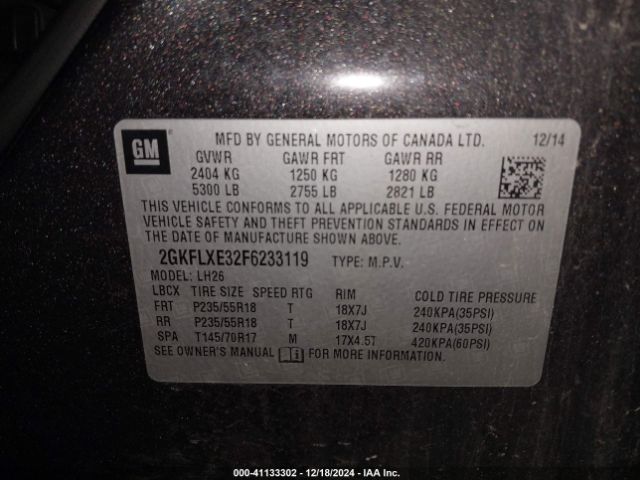 GM
MFD BY GENERAL MOTORS OF CANADA LTD. 12/14
GVWR GAWR FRT GAWR RR
2404 KG 1250 KG 1280 KG
5300 LB 2755 LB 2821 LB
THIS VEHICLE CONFORMS TO ALL APPLICABLE U.S. FEDERAL MOTOR
VEHICLE SAFETY AND THEFT PREVENTION STANDARDS IN EFFECT ON
THE DATE OF MANUFACTURE SHOWN ABOVE.
2GKFLXE32F6233119 TYPE: M.P.V.
MODEL: LH26
LBCX TIRE SIZE SPEED RTG RIM COLD TIRE PRESSURE
FRT P235/55R18 T 18X7J 240KPA(35PSI)
RR P235/55R18 T 18X7J 240KPA(35PSI)
SPA T145/70R17 M 17X4.5T 420KPA(60PSI)
SEE OWNER'S MANUAL FOR MORE INFORMATION.
000-41133302 - 12/18/2024 - IAA Inc.